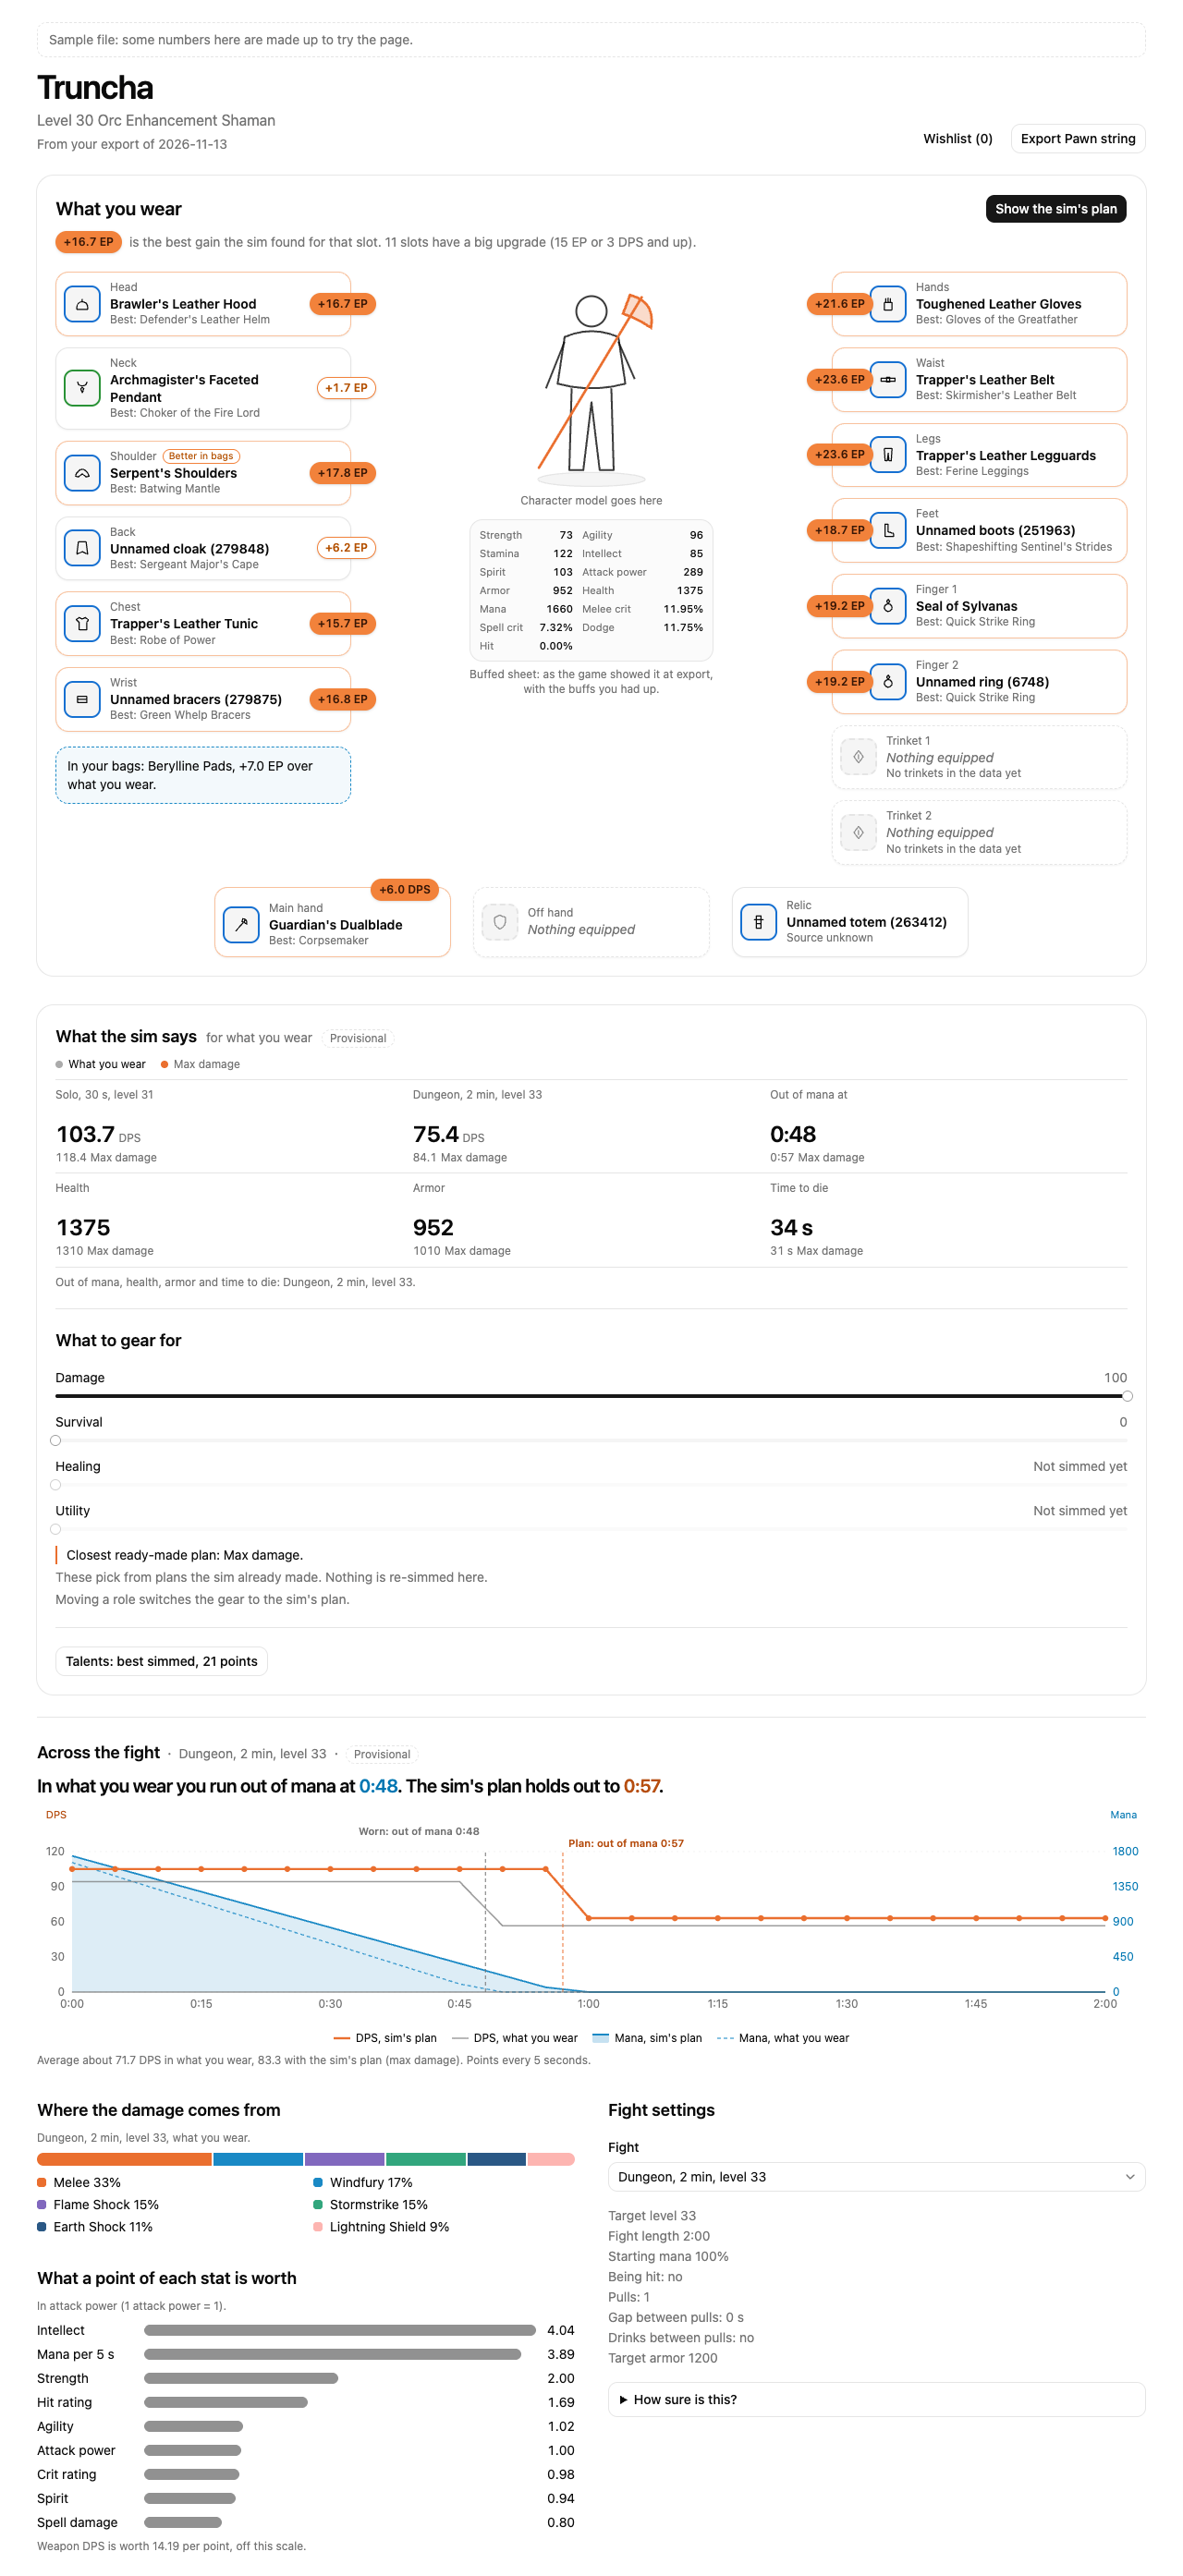 Sample file: some numbers here are made up to try the page.
Truncha
Level 30 Orc Enhancement Shaman
From your export of 2026-11-13
Wishlist (0)
Export Pawn string
What you wear
Show the sim's plan
+16.7 EP is the best gain the sim found for that slot. 11 slots have a big upgrade (15 EP or 3 DPS and up).
Head
Brawler's Leather Hood
Best: Defender's Leather Helm
+16.7 EP
Neck
Archmagister's Faceted
Pendant
Best: Choker of the Fire Lord
+1.7 EP
Shoulder Better in bags
Serpent's Shoulders
Best: Batwing Mantle
+17.8 EP
Back
Unnamed cloak (279848)
Best: Sergeant Major's Cape
+6.2 EP
Chest
Trapper's Leather Tunic
Best: Robe of Power
+15.7 EP
Wrist
Unnamed bracers (279875)
Best: Green Whelp Bracers
+16.8 EP
In your bags: Berylline Pads, +7.0 EP over
what you wear.
Character model goes here
Strength 73 Agility 96
Stamina 122 Intellect 85
Spirit 103 Attack power 289
Armor 952 Health 1375
Mana 1660 Melee crit 11.95%
Spell crit 7.32% Dodge 11.75%
Hit 0.00%
Buffed sheet: as the game showed it at export,
with the buffs you had up.
+21.6 EP
Hands
Toughened Leather Gloves
Best: Gloves of the Greatfather
+23.6 EP
Waist
Trapper's Leather Belt
Best: Skirmisher's Leather Belt
+23.6 EP
Legs
Trapper's Leather Legguards
Best: Ferine Leggings
+18.7 EP
Feet
Unnamed boots (251963)
Best: Shapeshifting Sentinel's Strides
+19.2 EP
Finger 1
Seal of Sylvanas
Best: Quick Strike Ring
+19.2 EP
Finger 2
Unnamed ring (6748)
Best: Quick Strike Ring
Trinket 1
Nothing equipped
No trinkets in the data yet
Trinket 2
Nothing equipped
No trinkets in the data yet
+6.0 DPS
Main hand
Guardian's Dualblade
Best: Corpsemaker
Off hand
Nothing equipped
Relic
Unnamed totem (263412)
Source unknown
What the sim says for what you wear Provisional
What you wear Max damage
Solo, 30 s, level 31
103.7 DPS
118.4 Max damage
Dungeon, 2 min, level 33
75.4 DPS
84.1 Max damage
Out of mana at
0:48
0:57 Max damage
Health
1375
1310 Max damage
Armor
952
1010 Max damage
Time to die
34 s
31 s Max damage
Out of mana, health, armor and time to die: Dungeon, 2 min, level 33.
What to gear for
Damage 100
Survival 0
Healing Not simmed yet
Utility Not simmed yet
Closest ready-made plan: Max damage.
These pick from plans the sim already made. Nothing is re-simmed here.
Moving a role switches the gear to the sim's plan.
Talents: best simmed, 21 points
Across the fight · Dungeon, 2 min, level 33 · Provisional
In what you wear you run out of mana at 0:48. The sim's plan holds out to 0:57.
DPS Mana
Worn: out of mana 0:48
Plan: out of mana 0:57
120 1800
90 1350
60 900
30 450
0 0
0:00 0:15 0:30 0:45 1:00 1:15 1:30 1:45 2:00
DPS, sim's plan DPS, what you wear Mana, sim's plan Mana, what you wear
Average about 71.7 DPS in what you wear, 83.3 with the sim's plan (max damage). Points every 5 seconds.
Where the damage comes from
Dungeon, 2 min, level 33, what you wear.
Melee 33% Windfury 17%
Flame Shock 15% Stormstrike 15%
Earth Shock 11% Lightning Shield 9%
What a point of each stat is worth
In attack power (1 attack power = 1).
Intellect 4.04
Mana per 5 s 3.89
Strength 2.00
Hit rating 1.69
Agility 1.02
Attack power 1.00
Crit rating 0.98
Spirit 0.94
Spell damage 0.80
Weapon DPS is worth 14.19 per point, off this scale.
Fight settings
Fight
Dungeon, 2 min, level 33
Target level 33
Fight length 2:00
Starting mana 100%
Being hit: no
Pulls: 1
Gap between pulls: 0 s
Drinks between pulls: no
Target armor 1200
How sure is this?